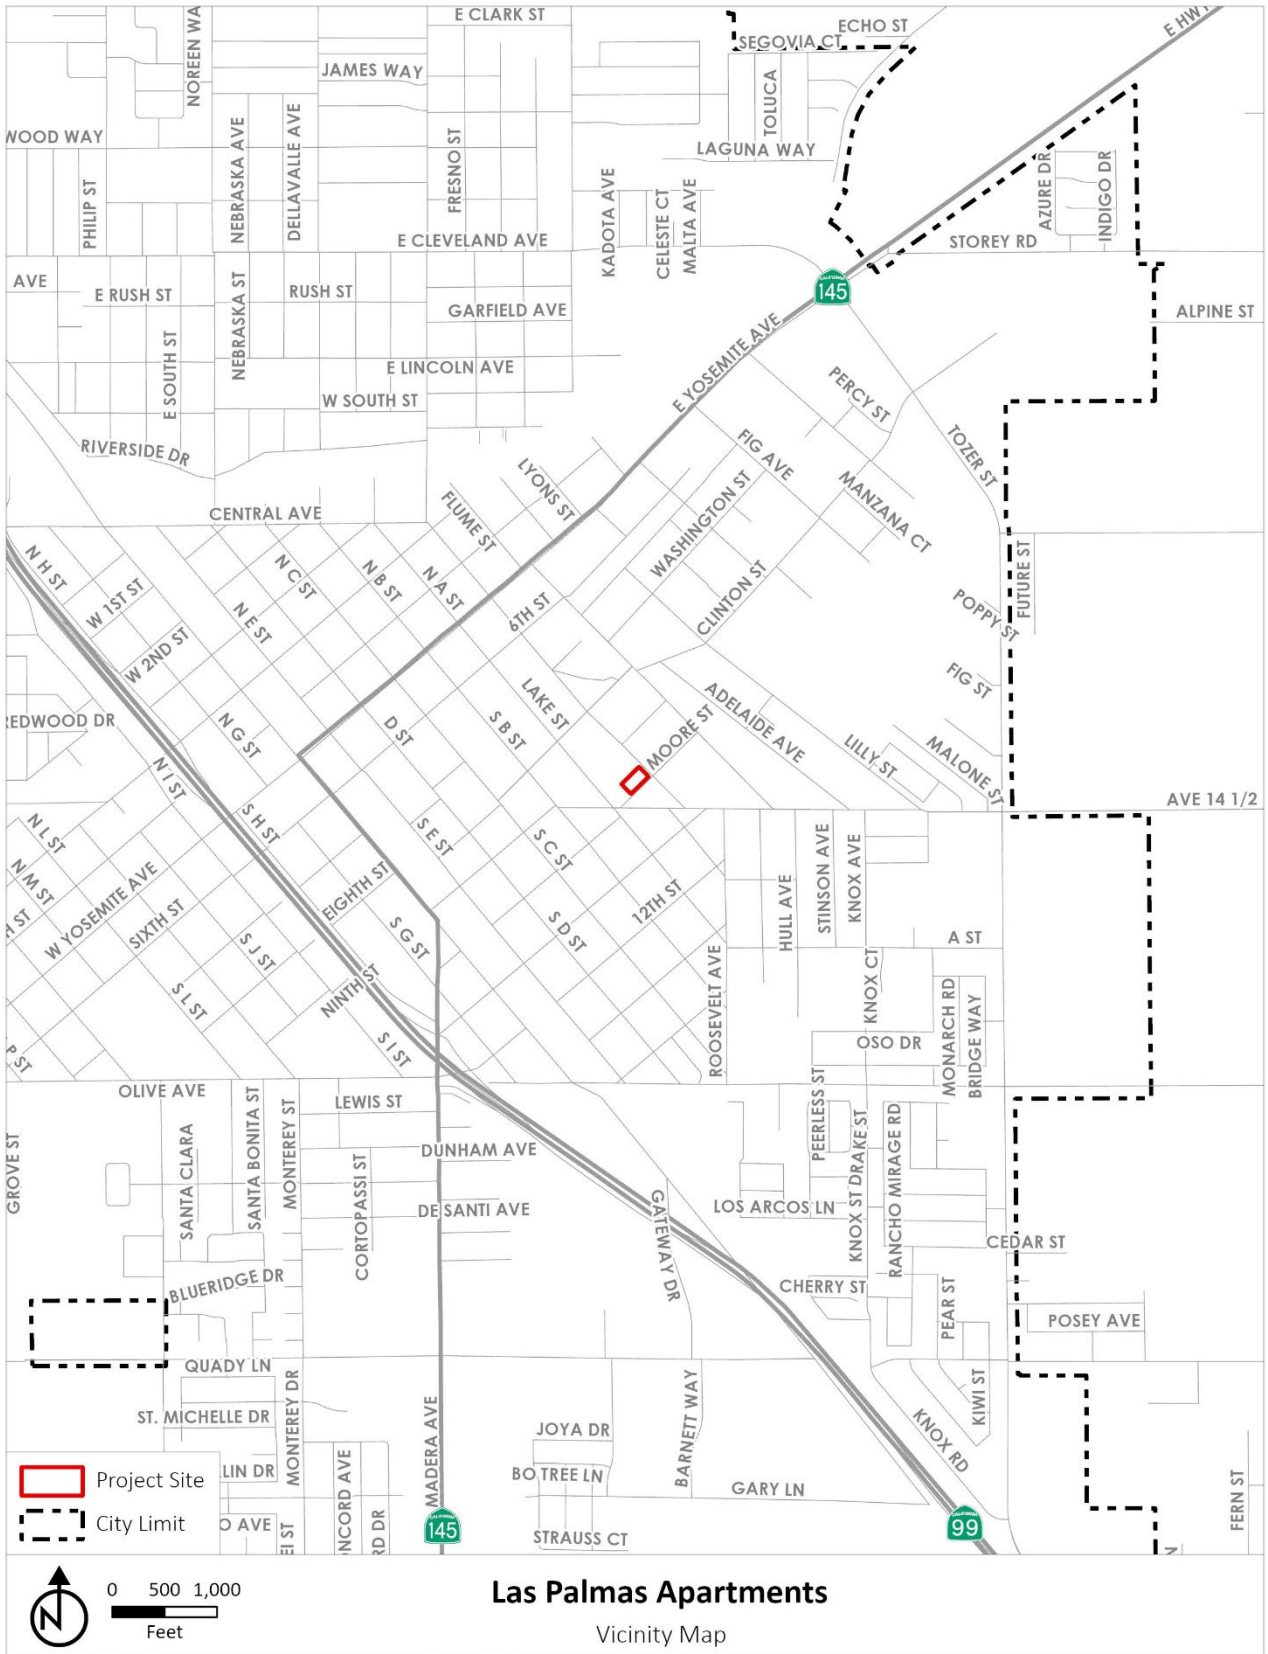 E CLARK ST
ECHO ST
E HWY
SEGOVIA CT
NOREEN WA
JAMES WAY
TOLUCA
WOOD WAY
NEBRASKA AVE
DELLAVALLE AVE
FRESNO ST
LAGUNA WAY
PHILIP ST
KADOTA AVE
CELESTE CT
MALTA AVE
AZURE DR
INDIGO DR
E CLEVELAND AVE
STOREY RD
AVE
E RUSH ST
NEBRASKA ST
RUSH ST
GARFIELD AVE
CALIFORNIA
145
ALPINE ST
E YOSEMITE AVE
E SOUTH ST
E LINCOLN AVE
W SOUTH ST
PERCY ST
TOZER ST
RIVERSIDE DR
FIG AVE
LYONS ST
FLUME ST
WASHINGTON ST
MANZANA CT
CENTRAL AVE
N H ST
W 1ST ST
N C ST
N B ST
N A ST
6TH ST
CLINTON ST
POPPY ST
FUTURE ST
W 2ND ST
N E ST
FIG ST
REDWOOD DR
N G ST
D ST
S B ST
LAKE ST
MOORE ST
ADELAIDE AVE
LILLY ST
MALONE ST
N I ST
AVE 14 1/2
N L ST
S H ST
S E ST
S C ST
N M ST
H ST
W YOSEMITE AVE
SIXTH ST
EIGHTH ST
S G ST
S D ST
12TH ST
HULL AVE
STINSON AVE
KNOX AVE
A ST
S J ST
S L ST
NINTH ST
S I ST
ROOSEVELT AVE
KNOX CT
MONARCH RD
BRIDGE WAY
OSO DR
P ST
OLIVE AVE
LEWIS ST
GROVE ST
SANTA CLARA
SANTA BONITA ST
MONTEREY ST
CORTOPASSI ST
DUNHAM AVE
DE SANTI AVE
GATEWAY DR
PEERLESS ST
KNOX ST
DRAKE ST
RANCHO MIRAGE RD
LOS ARCOS LN
CEDAR ST
BLUERIDGE DR
CHERRY ST
PEAR ST
POSEY AVE
QUADY LN
ST. MICHELLE DR
MONTEREY DR
MADERA AVE
JOYA DR
BARNETT WAY
KIWI ST
KNOX RD
LIN DR
BO TREE LN
GARY LN
FERN ST
O AVE
EI ST
NCORD AVE
RD DR
CALIFORNIA
145
STRAUSS CT
CALIFORNIA
99
N
Project Site
City Limit
N
0 500 1,000
Feet
Las Palmas Apartments
Vicinity Map